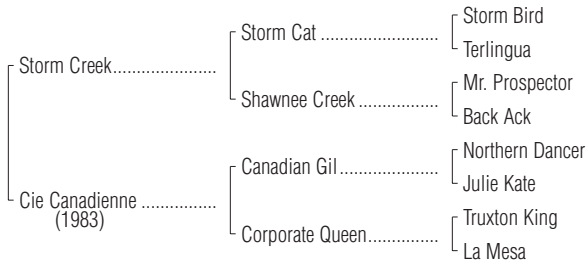 Storm Bird
Storm Cat ........................
Terlingua
Storm Creek.....................
Mr. Prospector
Shawnee Creek ................
Back Ack
Northern Dancer
Canadian Gil ....................
Julie Kate
Cie Canadienne ...............
(1983)
Truxton King
Corporate Queen..............
La Mesa